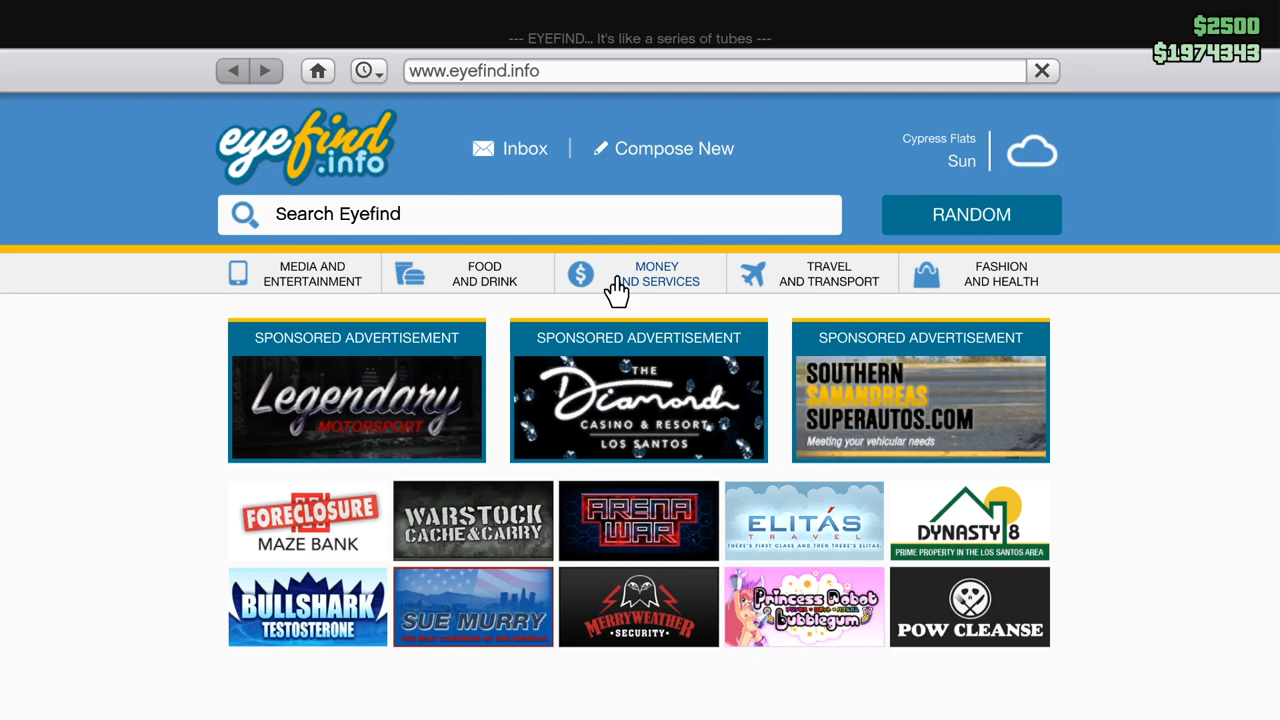 --- EYEFIND... It's like a series of tubes ---
$2500
$1974343
www.eyefind.info
eyefind
.info
Inbox
Compose New
Cypress Flats
Sun
Search Eyefind
RANDOM
MEDIA AND
ENTERTAINMENT
FOOD
AND DRINK
MONEY
AND SERVICES
TRAVEL
AND TRANSPORT
FASHION
AND HEALTH
SPONSORED ADVERTISEMENT
Legendary
MOTORSPORT
SPONSORED ADVERTISEMENT
THE
Diamond
CASINO & RESORT
LOS SANTOS
SPONSORED ADVERTISEMENT
SOUTHERN
SANANDREAS
SUPERAUTOS.COM
Meeting your vehicular needs
FORECLOSURE
MAZE BANK
WARSTOCK
CACHE&CARRY
ARENA
WAR
ELITÁS
TRAVEL
THERE'S FIRST CLASS AND THEN THERE'S ELITAS.
DYNASTY 8
PRIME PROPERTY IN THE LOS SANTOS AREA
BULLSHARK
TESTOSTERONE
SUE MURRY
MERRYWEATHER
SECURITY
Princess Robot
Bubblegum
POW CLEANSE